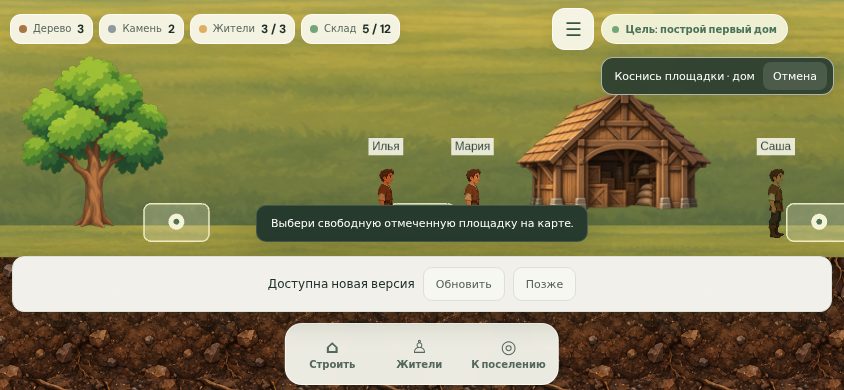 Дерево 3
Камень 2
Жители 3 / 3
Склад 5 / 12
Цель: построй первый дом
Коснись площадки · дом
Отмена
Илья
Мария
Саша
Выбери свободную отмеченную площадку на карте.
Доступна новая версия
Обновить
Позже
Строить
Жители
К поселению